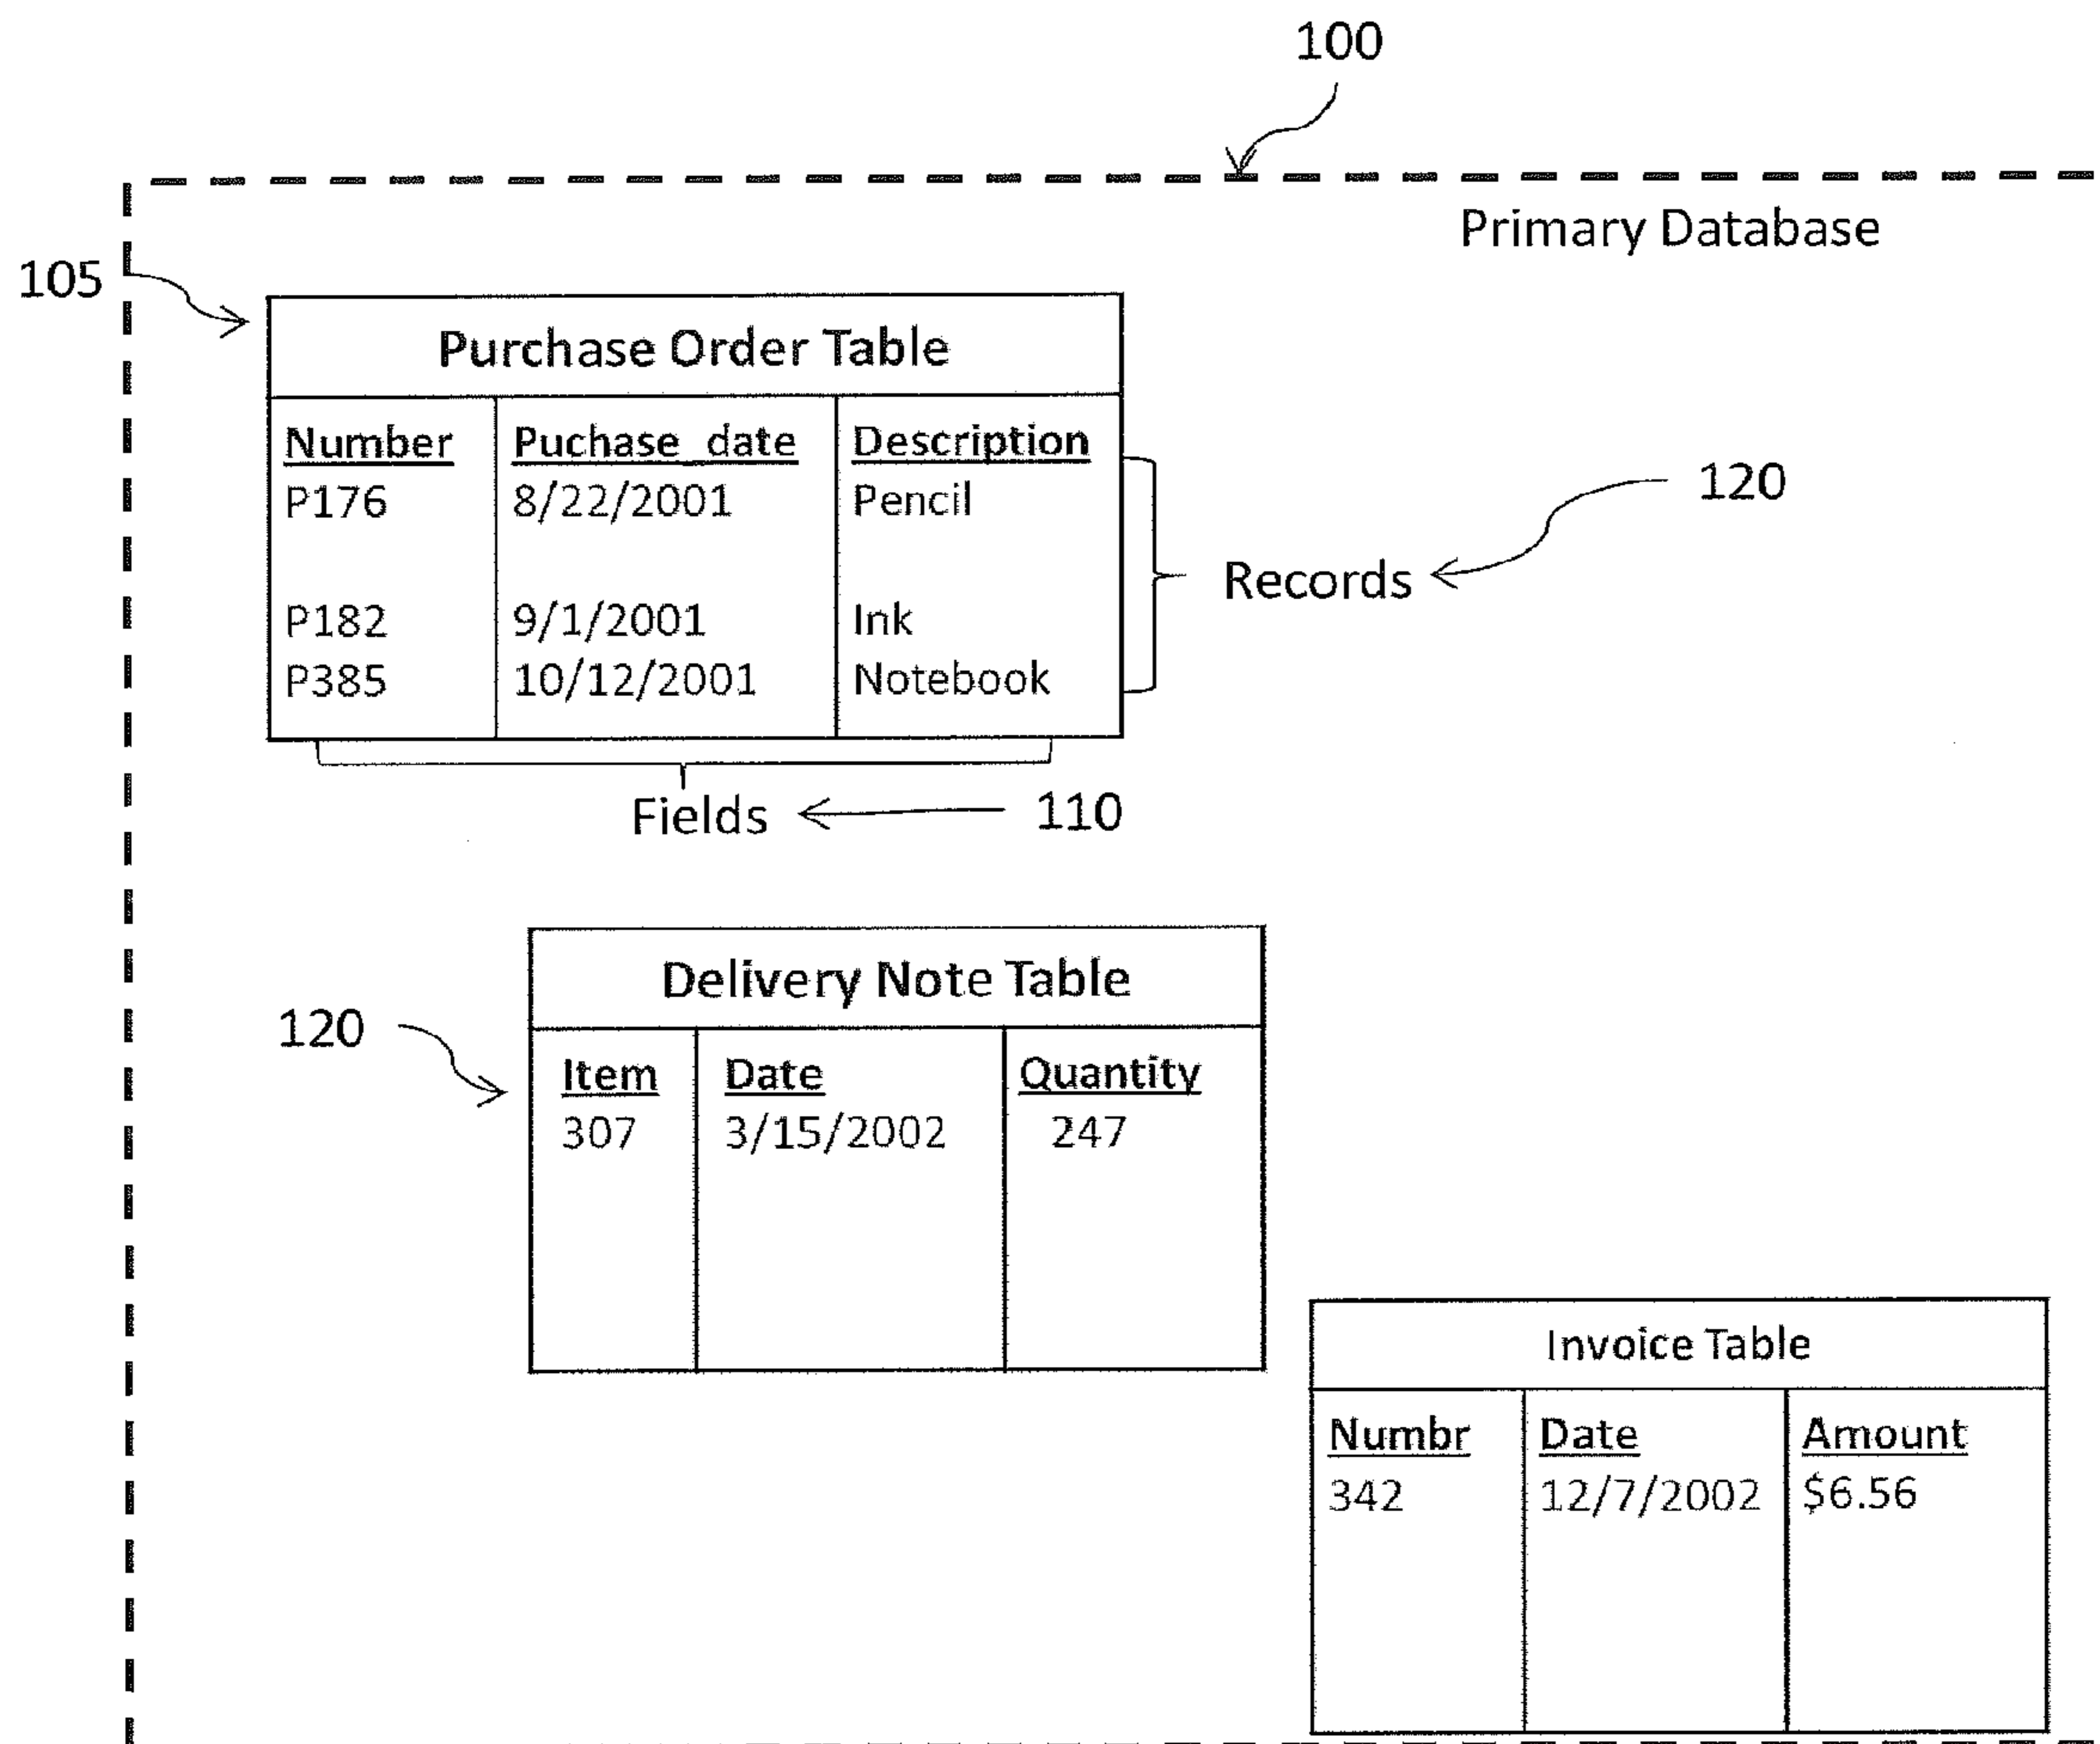 100
Primary Database
105
Purchase Order Table
Number Puchase_date Description
P176 8/22/2001 Pencil
120
Records
P182 9/1/2001 Ink
P385 10/12/2001 Notebook
Fields 110
Delivery Note Table
120
Item Date Quantity
307 3/15/2002 247
Invoice Table
Numbr Date Amount
342 12/7/2002 $6.56